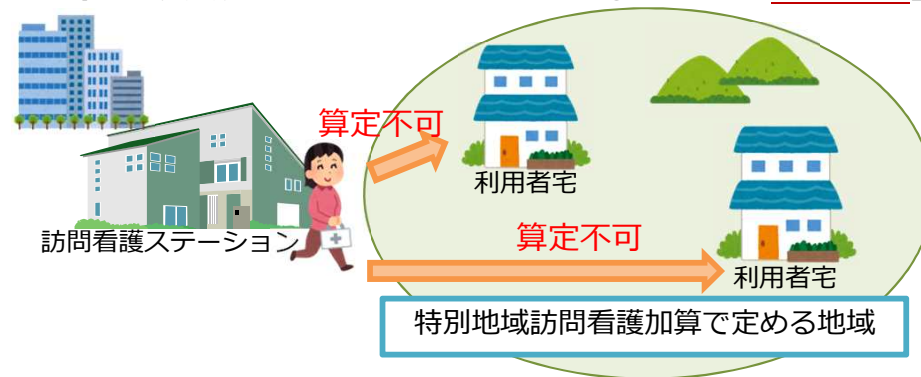 算定不可
利用者宅
訪問看護ステーション
算定不可
利用者宅
特別地域訪問看護加算で定める地域